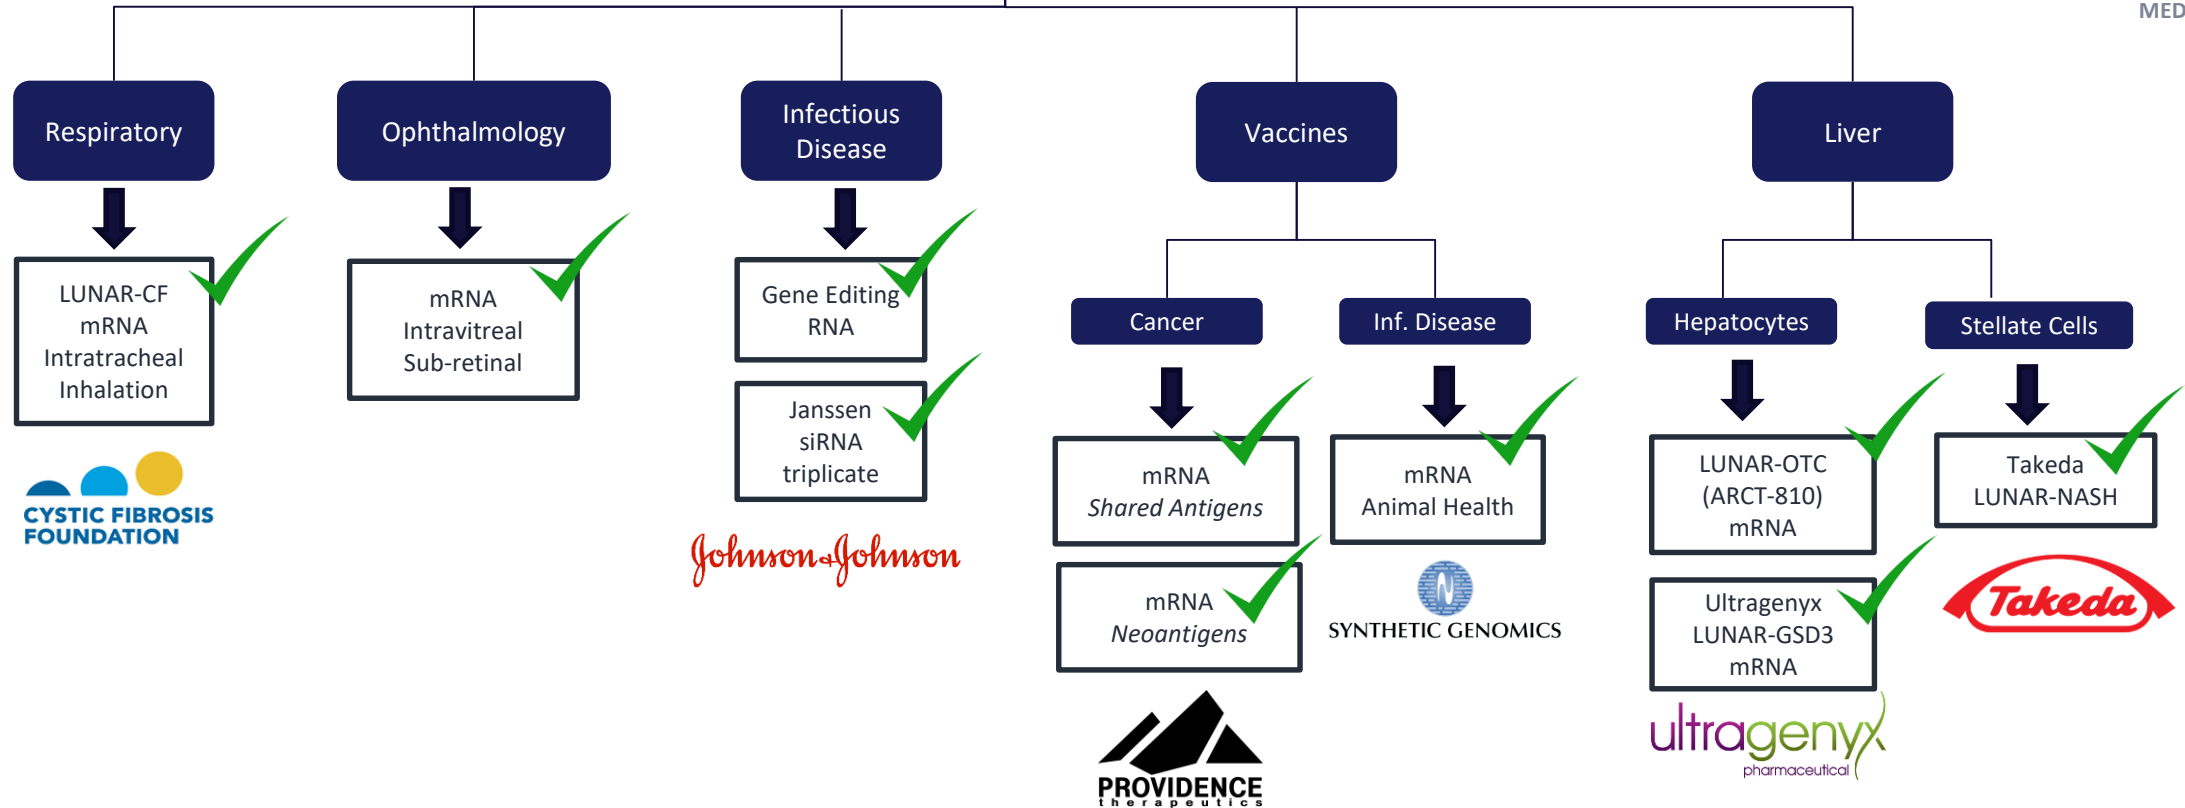 MED
Respiratory
Ophthalmology
Infectious
Disease
Vaccines
Liver
LUNAR-CF
mRNA
Intratracheal
Inhalation
mRNA
Intravitreal
Sub-retinal
Gene Editing
RNA
Janssen
siRNA
triplicate
Cancer
Inf. Disease
Hepatocytes
Stellate Cells
mRNA
Shared Antigens
mRNA
Neoantigens
mRNA
Animal Health
LUNAR-OTC
(ARCT-810)
mRNA
Ultragenyx
LUNAR-GSD3
mRNA
Takeda
LUNAR-NASH
CYSTIC FIBROSIS
FOUNDATION
Johnson&Johnson
PROVIDENCE
therapeutics
SYNTHETIC GENOMICS
ultragenyx
pharmaceutical
Takeda